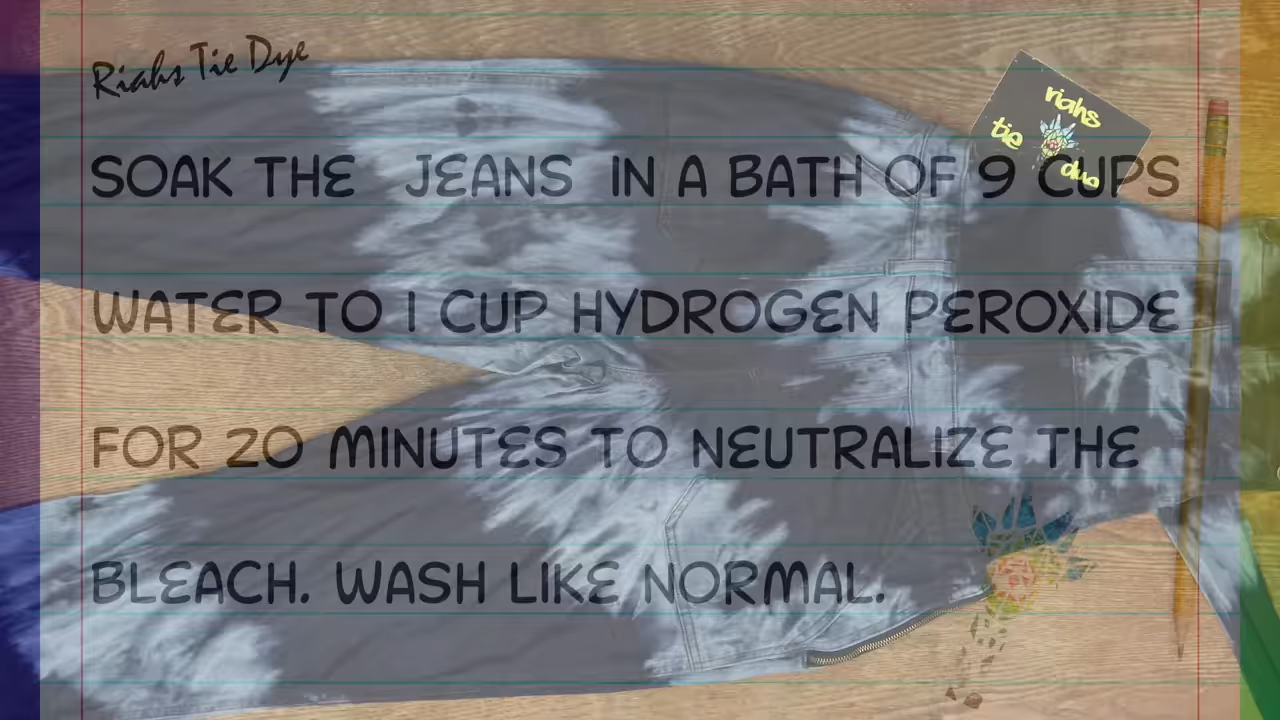 Riahs Tie Dye
riahs
tie
dye
SOAK THE JEANS IN A BATH OF 9 CUPS
WATER TO 1 CUP HYDROGEN PEROXIDE
FOR 20 MINUTES TO NEUTRALIZE THE
BLEACH. WASH LIKE NORMAL.